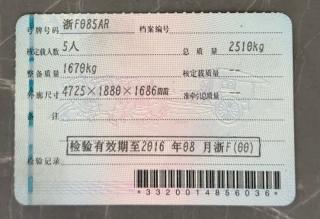 号牌号码 浙F085AR 档案编号
核定载人数 5人 总质量 2510kg
整备质量 1670kg 核定载质量 --
外廓尺寸 4725×1880×1686mm 准牵引总质量 --
备注
检验有效期至2016 年08 月浙F(00)
检验记录
*3320014856036*